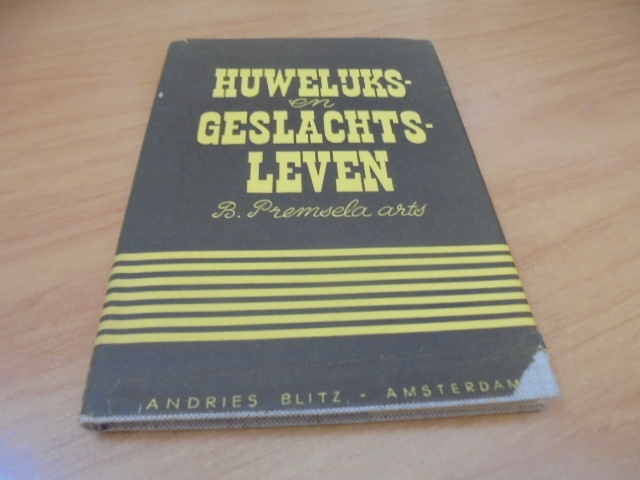 HUWELIJKS-
en
GESLACHTS-
LEVEN
B. Premsela arts
ANDRIES BLITZ. - AMSTERDAM